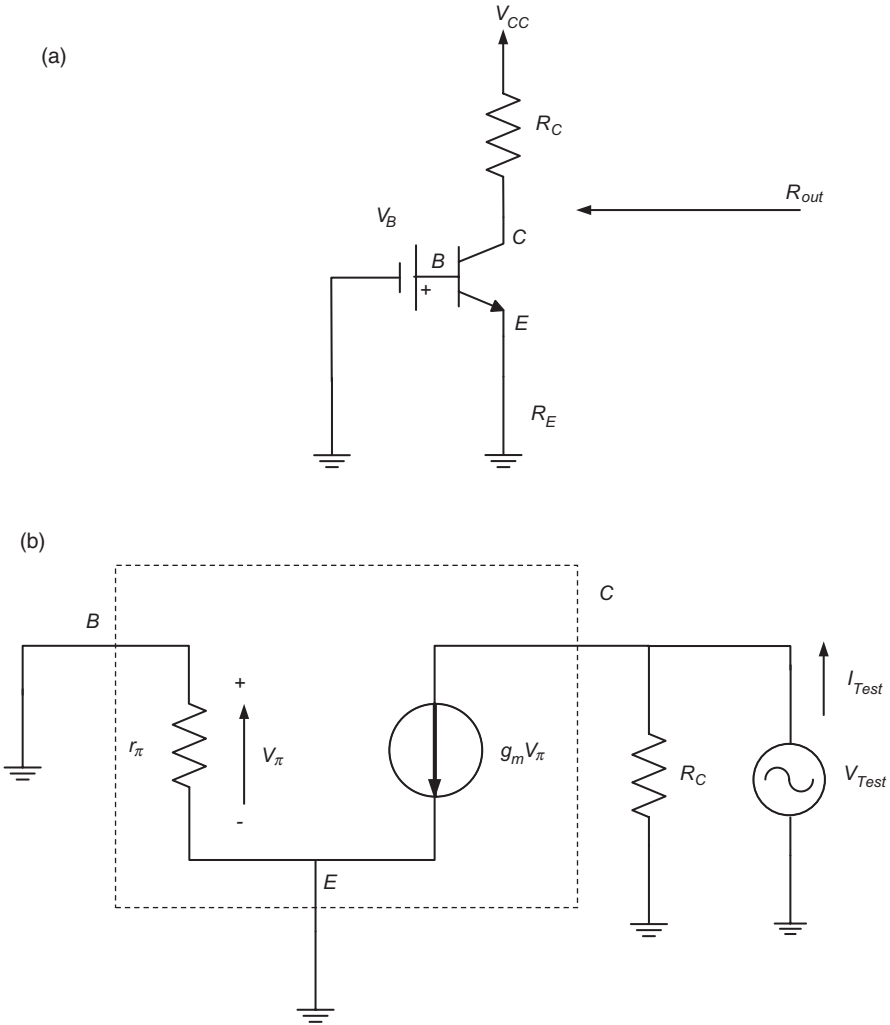 (a)
V_CC
R_C
R_out
V_B
C
B
+
E
R_E
(b)
B
C
+
I_Test
r_π
V_π
g_mV_π
R_C
V_Test
-
E